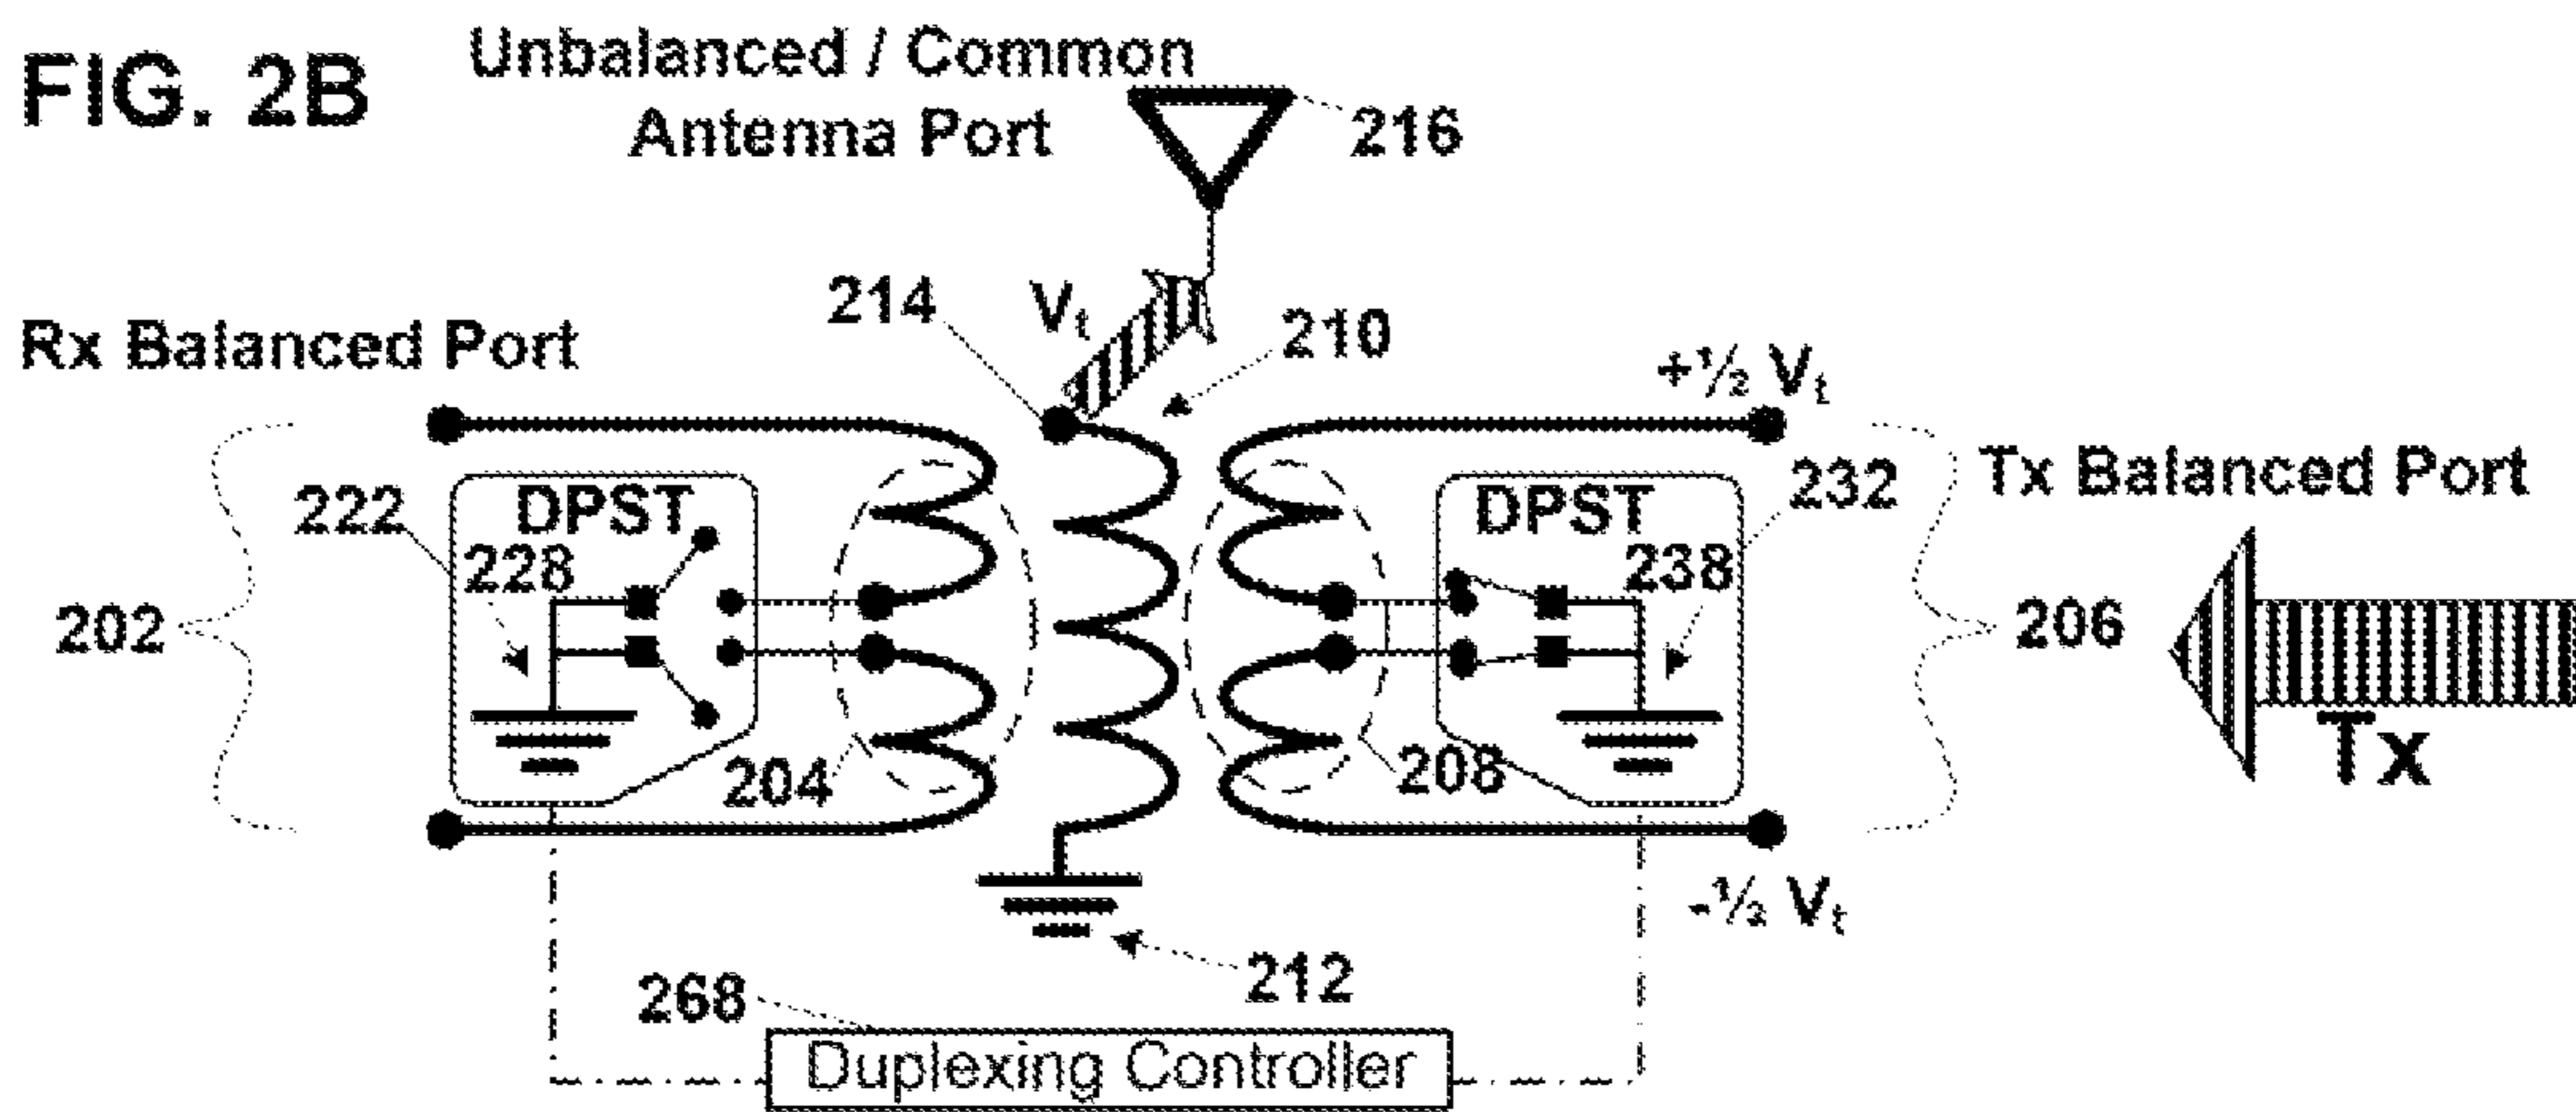 FIG. 2B
Unbalanced / Common
Antenna Port
216
214
Vt
210
Rx Balanced Port
+½ Vt
222
DPST
228
DPST
232
238
Tx Balanced Port
202
206
204
208
Tx
-½ Vt
212
268
Duplexing Controller